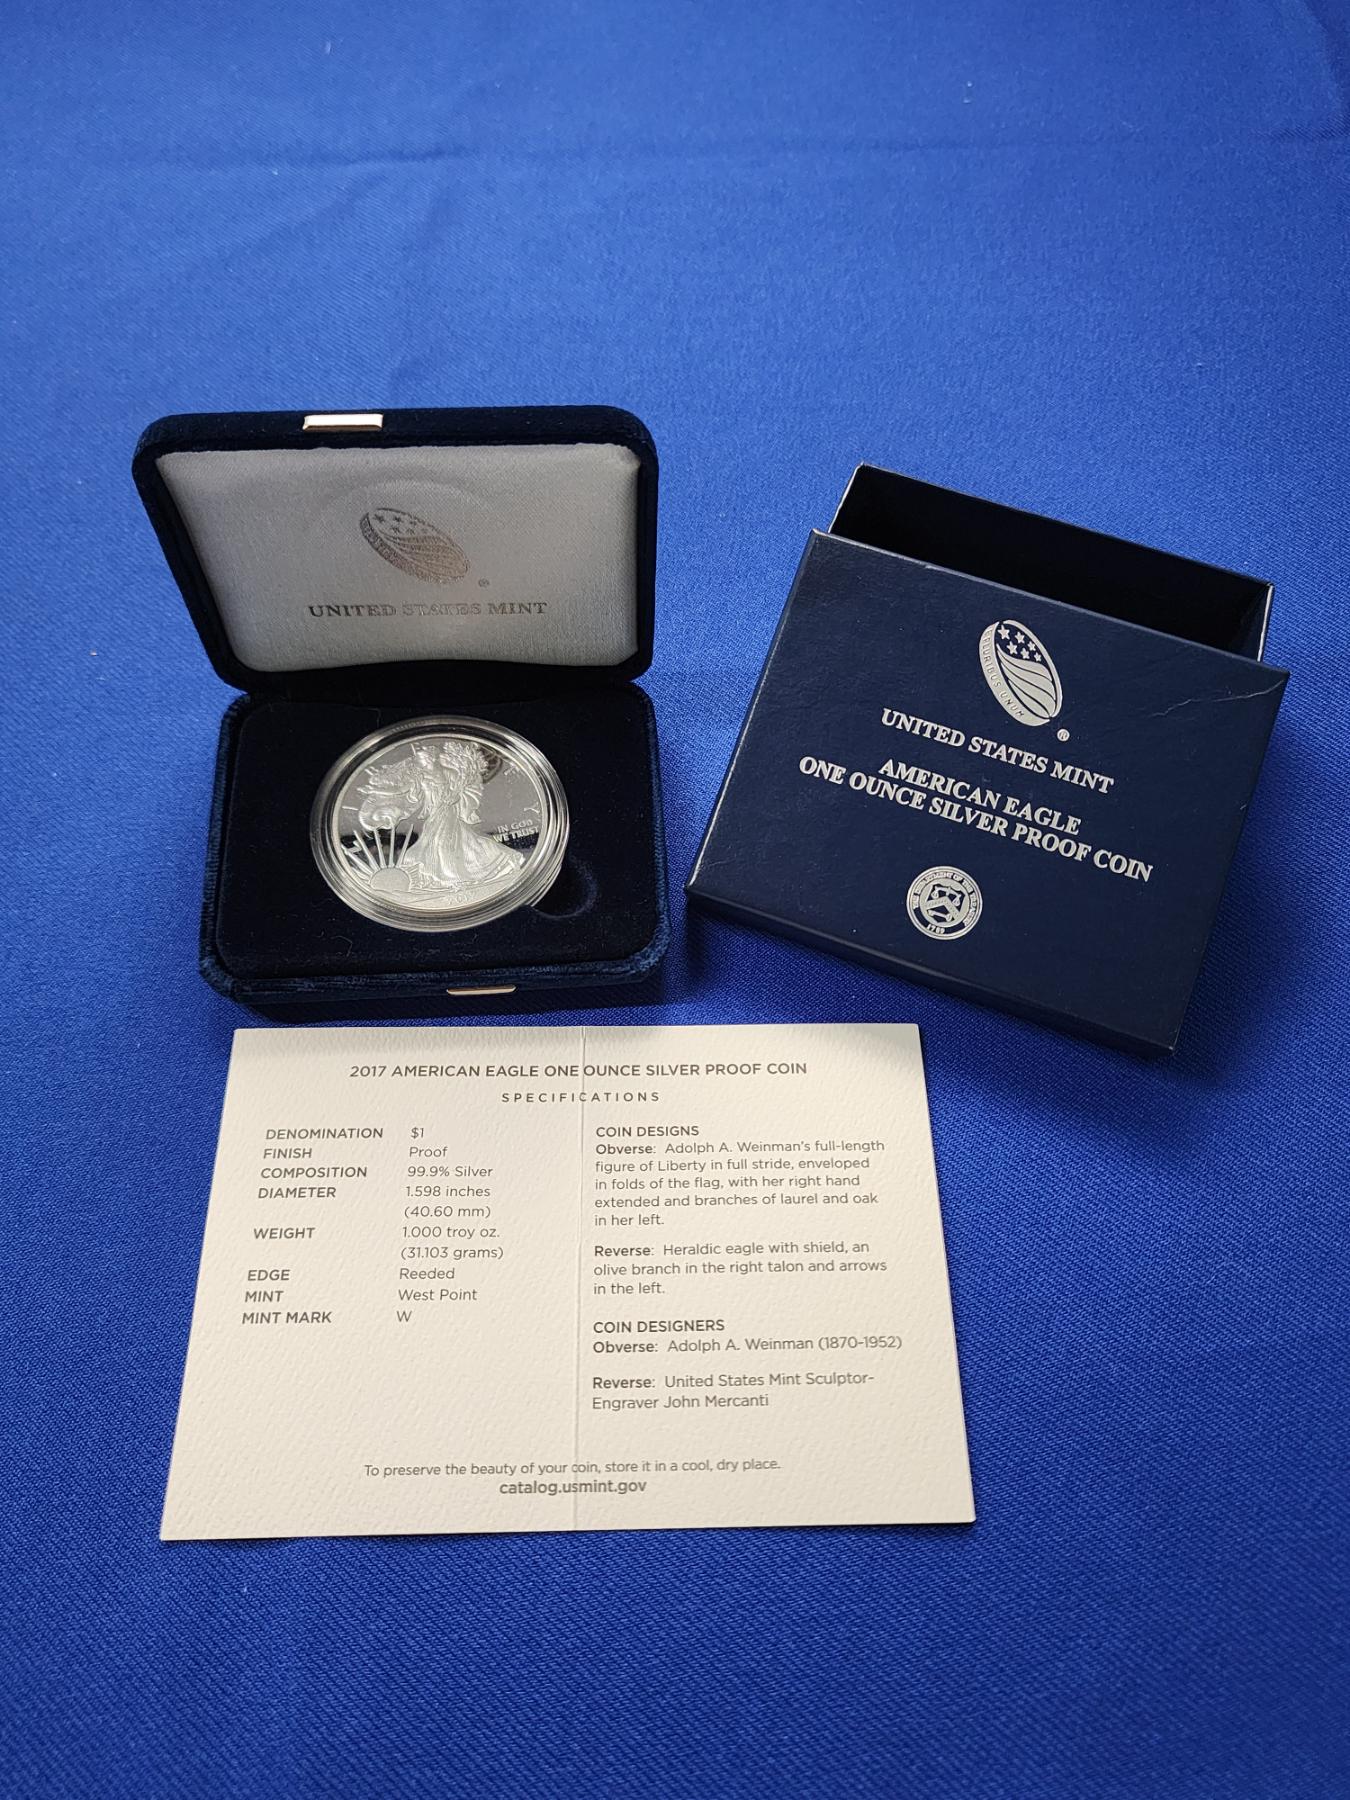 UNITED STATES MINT
®
IN GOD
WE TRUST
E PLURIBUS UNUM
®
UNITED STATES MINT
AMERICAN EAGLE
ONE OUNCE SILVER PROOF COIN
1789
2017 AMERICAN EAGLE ONE OUNCE SILVER PROOF COIN
SPECIFICATIONS
DENOMINATION $1
FINISH Proof
COMPOSITION 99.9% Silver
DIAMETER 1.598 inches
(40.60 mm)
WEIGHT 1.000 troy oz.
(31.103 grams)
EDGE Reeded
MINT West Point
MINT MARK W
COIN DESIGNS
Obverse: Adolph A. Weinman's full-length
figure of Liberty in full stride, enveloped
in folds of the flag, with her right hand
extended and branches of laurel and oak
in her left.
Reverse: Heraldic eagle with shield, an
olive branch in the right talon and arrows
in the left.
COIN DESIGNERS
Obverse: Adolph A. Weinman (1870-1952)
Reverse: United States Mint Sculptor-
Engraver John Mercanti
To preserve the beauty of your coin, store it in a cool, dry place.
catalog.usmint.gov